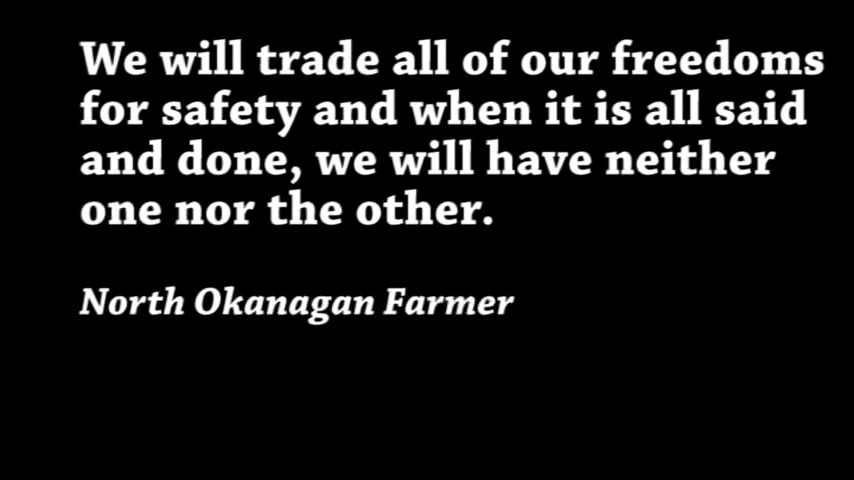 We will trade all of our freedoms
for safety and when it is all said
and done, we will have neither
one nor the other.
North Okanagan Farmer